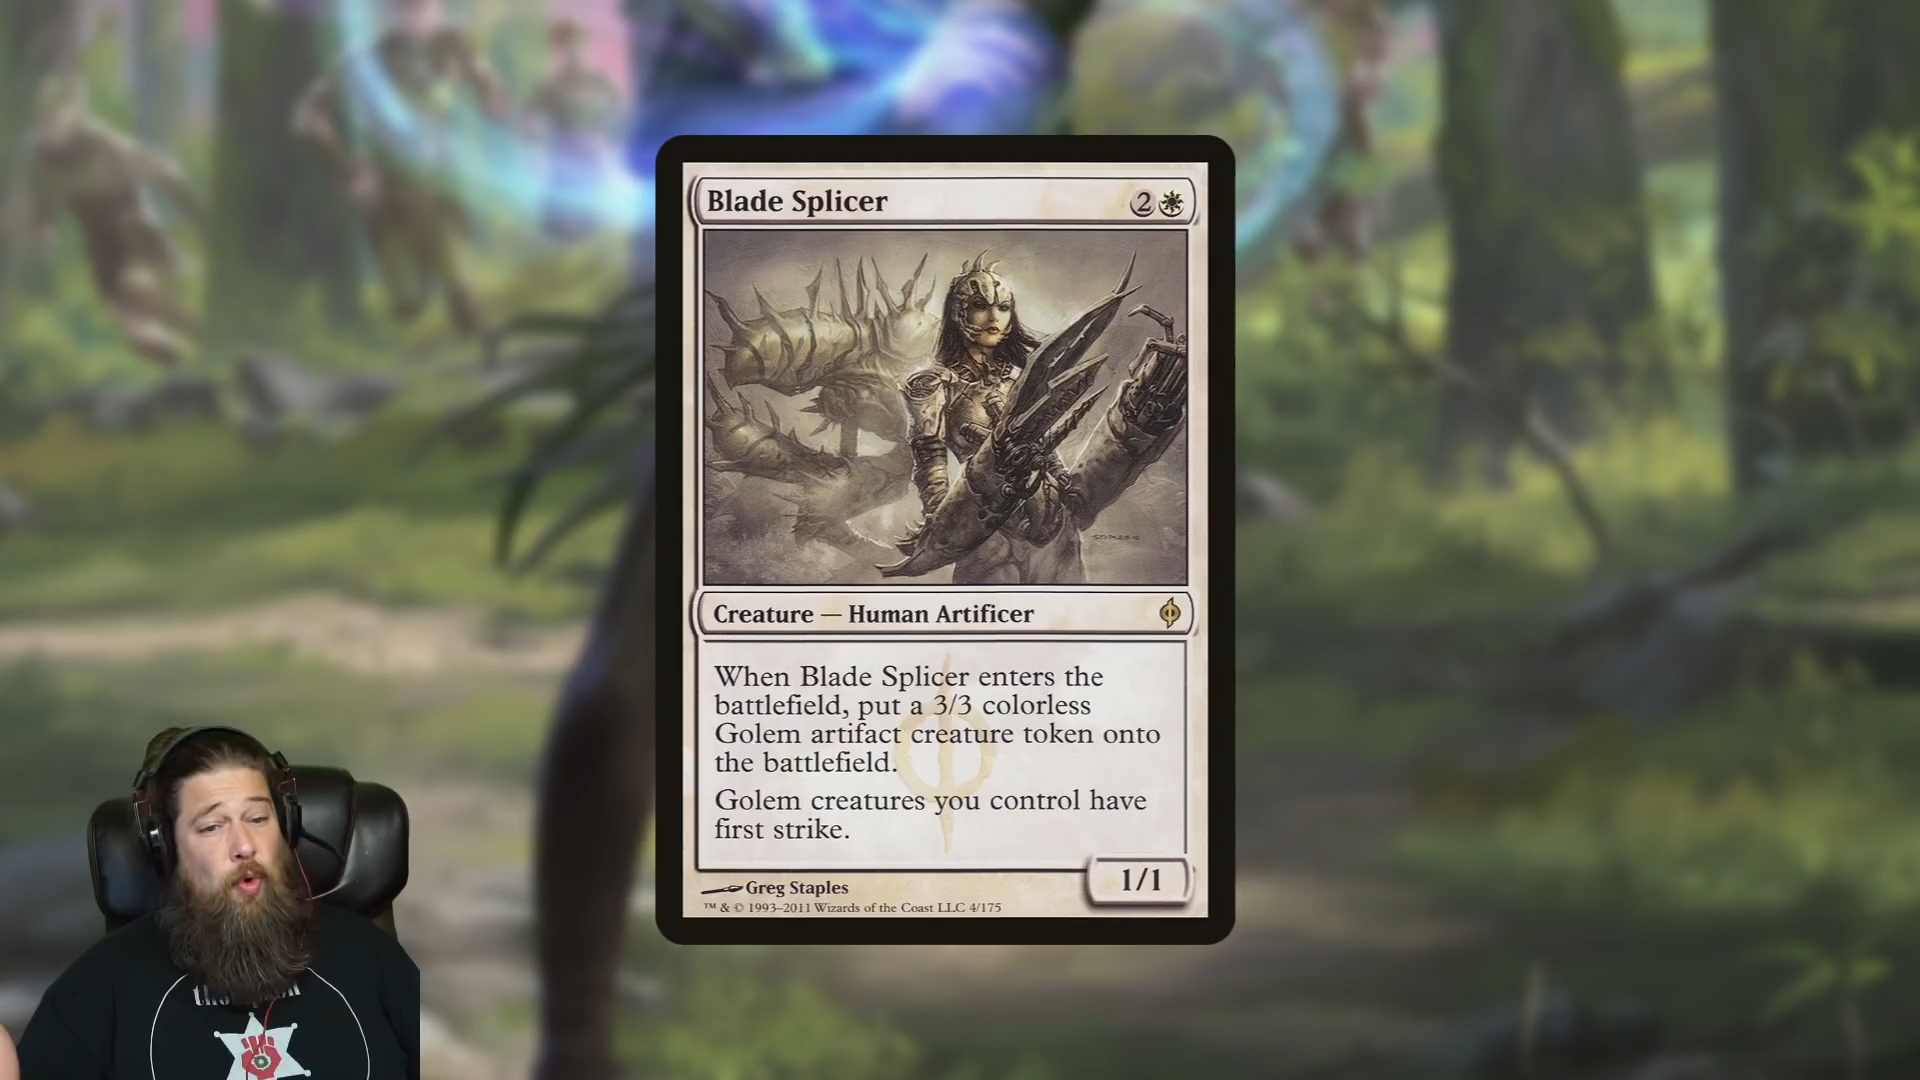 Blade Splicer
2
STAPLES
Creature — Human Artificer
When Blade Splicer enters the
battlefield, put a 3/3 colorless
Golem artifact creature token onto
the battlefield.
Golem creatures you control have
first strike.
1/1
Greg Staples
™ & © 1993–2011 Wizards of the Coast LLC 4/175